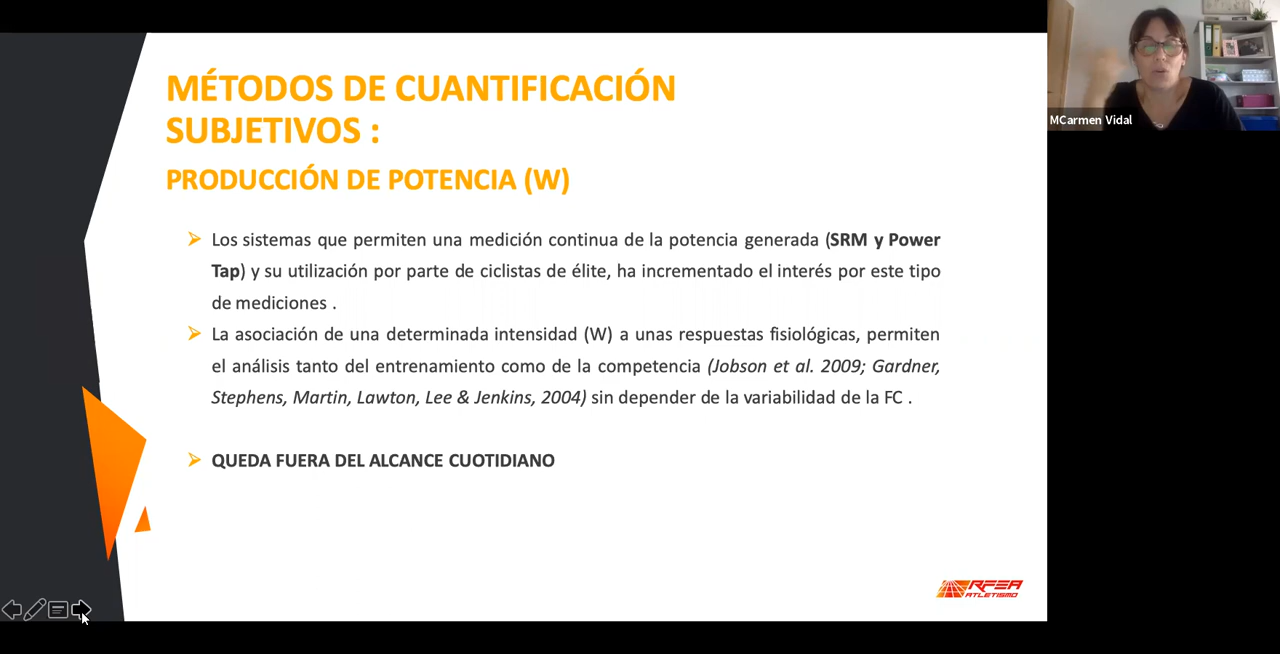 MÉTODOS DE CUANTIFICACIÓN
SUBJETIVOS :
PRODUCCIÓN DE POTENCIA (W)
Los sistemas que permiten una medición continua de la potencia generada (SRM y Power
Tap) y su utilización por parte de ciclistas de élite, ha incrementado el interés por este tipo
de mediciones .
La asociación de una determinada intensidad (W) a unas respuestas fisiológicas, permiten
el análisis tanto del entrenamiento como de la competencia (Jobson et al. 2009; Gardner,
Stephens, Martin, Lawton, Lee & Jenkins, 2004) sin depender de la variabilidad de la FC .
QUEDA FUERA DEL ALCANCE CUOTIDIANO
RFEA
ATLETISMO
MCarmen Vidal